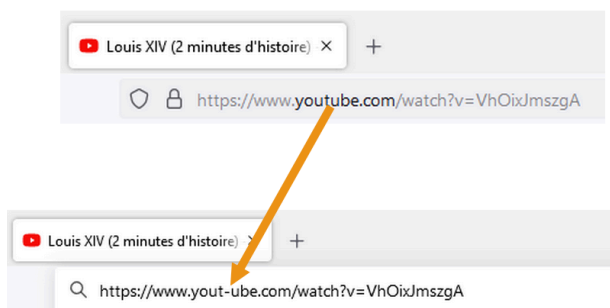 Louis XIV (2 minutes d'histoire)
https://www.youtube.com/watch?v=VhOixJmszgA
Louis XIV (2 minutes d'histoire)
https://www.yout-ube.com/watch?v=VhOixJmszgA